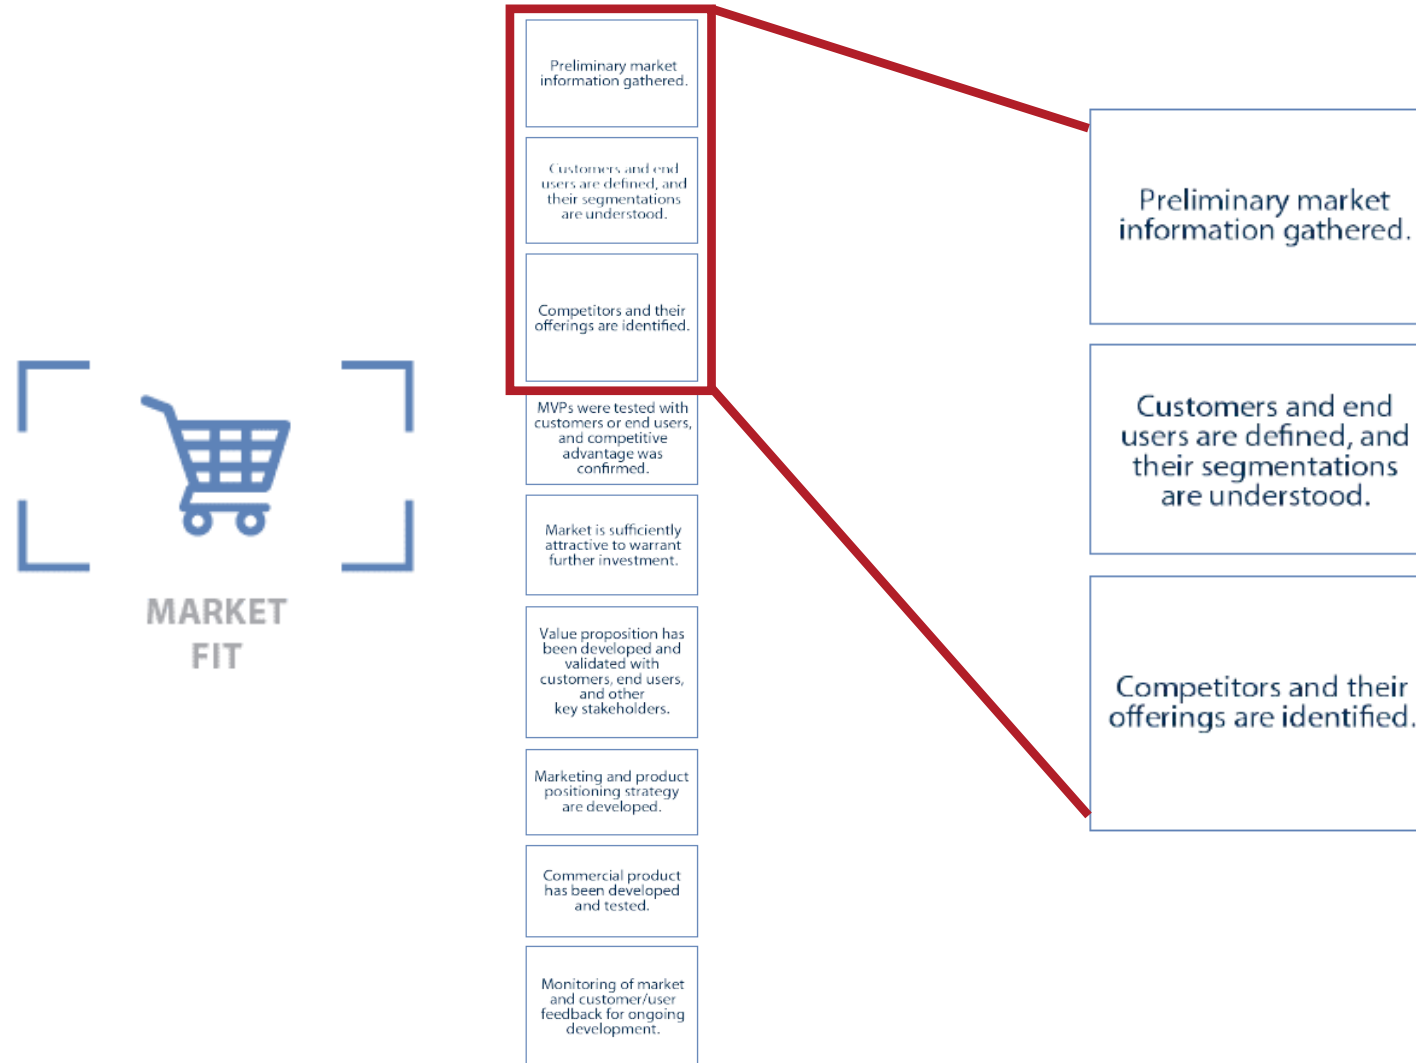 Preliminary market
information gathered.
Customers and end
users are defined, and
their segmentations
are understood.
Competitors and their
offerings are identified.
MVPs were tested with
customers or end users,
and competitive
advantage was
confirmed.
Market is sufficiently
attractive to warrant
further investment.
Value proposition has
been developed and
validated with
customers, end users,
and other
key stakeholders.
Marketing and product
positioning strategy
are developed.
Commercial product
has been developed
and tested.
Monitoring of market
and customer/user
feedback for ongoing
development.
MARKET
FIT
Preliminary market
information gathered.
Customers and end
users are defined, and
their segmentations
are understood.
Competitors and their
offerings are identified.